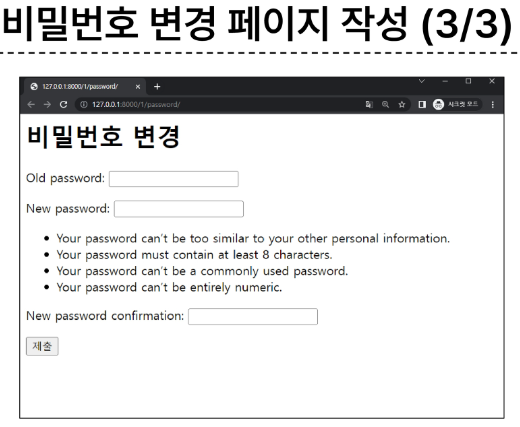 비밀번호 변경 페이지 작성 (3/3)
127.0.0.1:8000/1/password/
127.0.0.1:8000/1/password/
시크릿 모드
비밀번호 변경
Old password:
New password:
Your password can't be too similar to your other personal information.
Your password must contain at least 8 characters.
Your password can't be a commonly used password.
Your password can't be entirely numeric.
New password confirmation:
제출